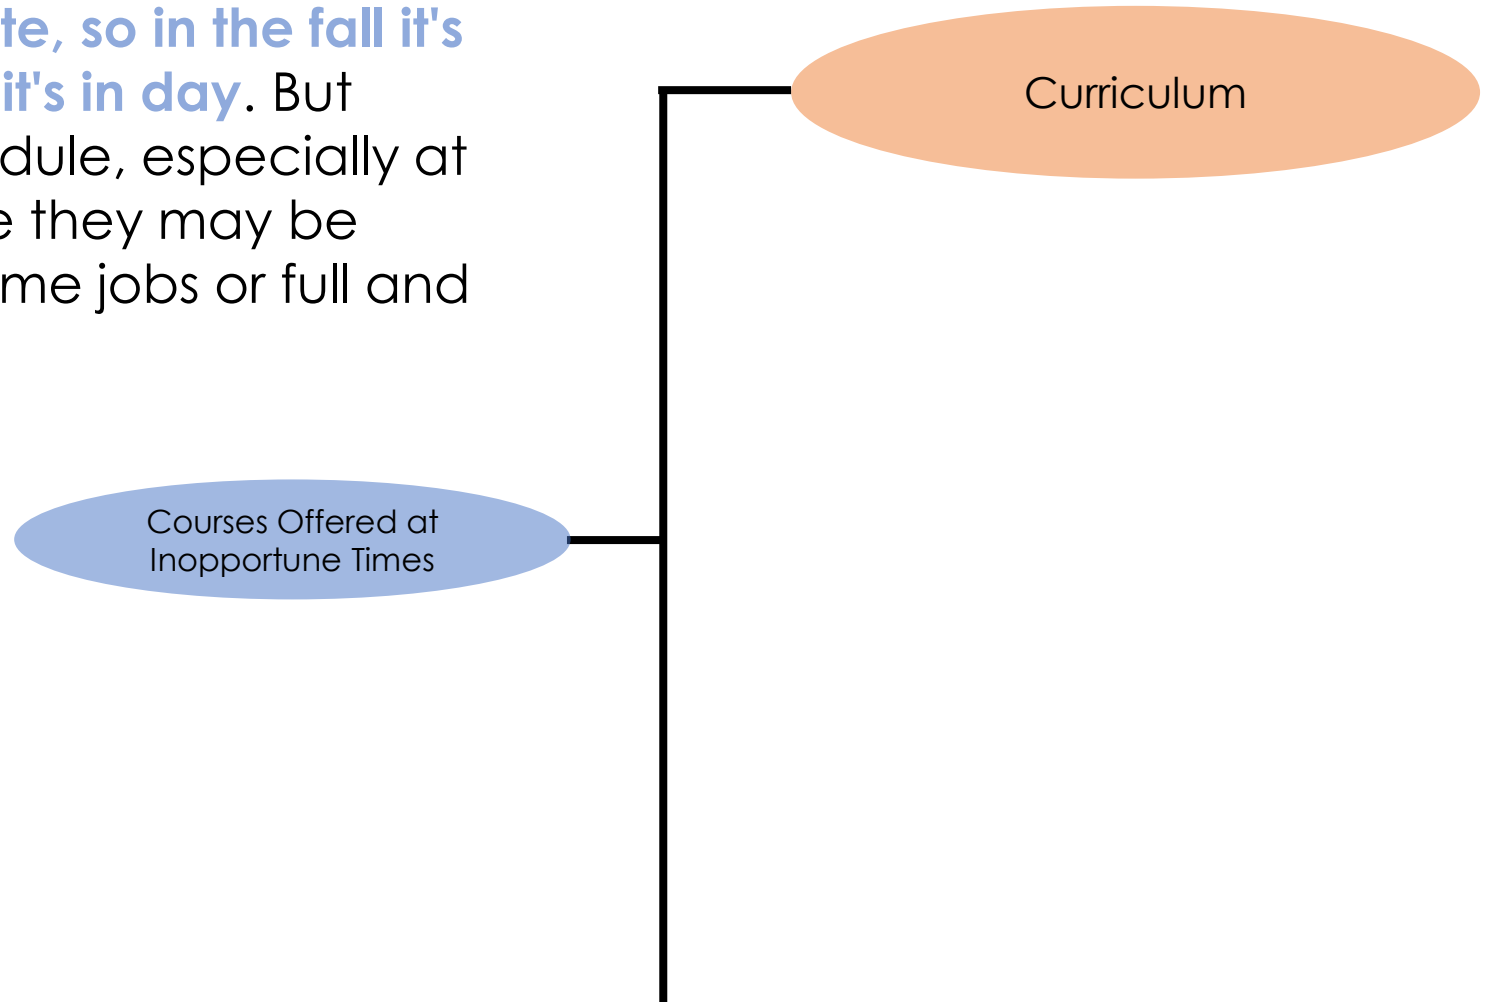 te, so in the fall it's
it's in day. But
dule, especially at
e they may be
me jobs or full and
Curriculum
Courses Offered at
Inopportune Times